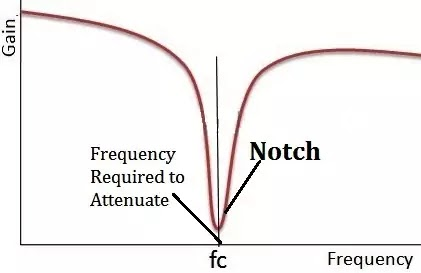 Gain.
Frequency
Required to
Attenuate
Notch
fc
Frequency